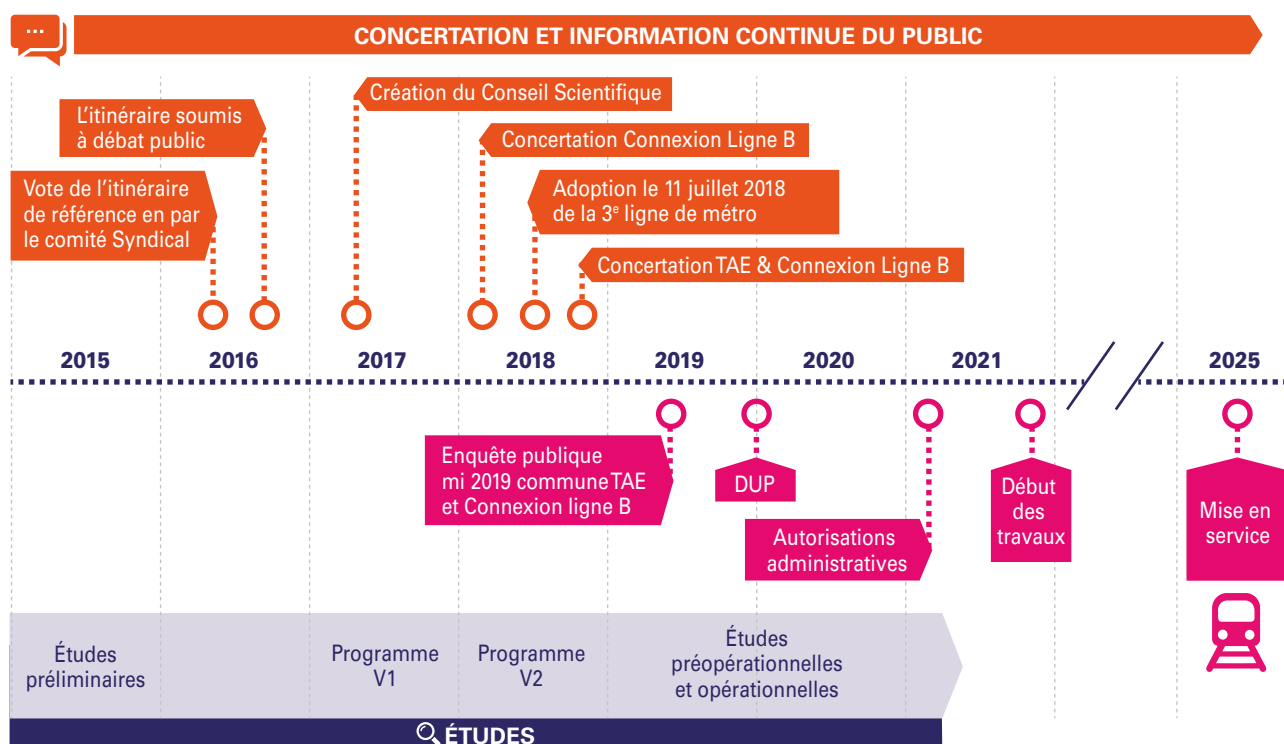 ...
CONCERTATION ET INFORMATION CONTINUE DU PUBLIC
Création du Conseil Scientifique
L'itinéraire soumis
à débat public
Concertation Connexion Ligne B
Vote de l'itinéraire
de référence en par
le comité Syndical
Adoption le 11 juillet 2018
de la 3e ligne de métro
Concertation TAE & Connexion Ligne B
2015 2016 2017 2018 2019 2020 2021 2025
Enquête publique
mi 2019 commune TAE
et Connexion ligne B
DUP
Autorisations
administratives
Début
des
travaux
Mise en
service
Études
préliminaires
Programme
V1
Programme
V2
Études
préopérationnelles
et opérationnelles
ÉTUDES